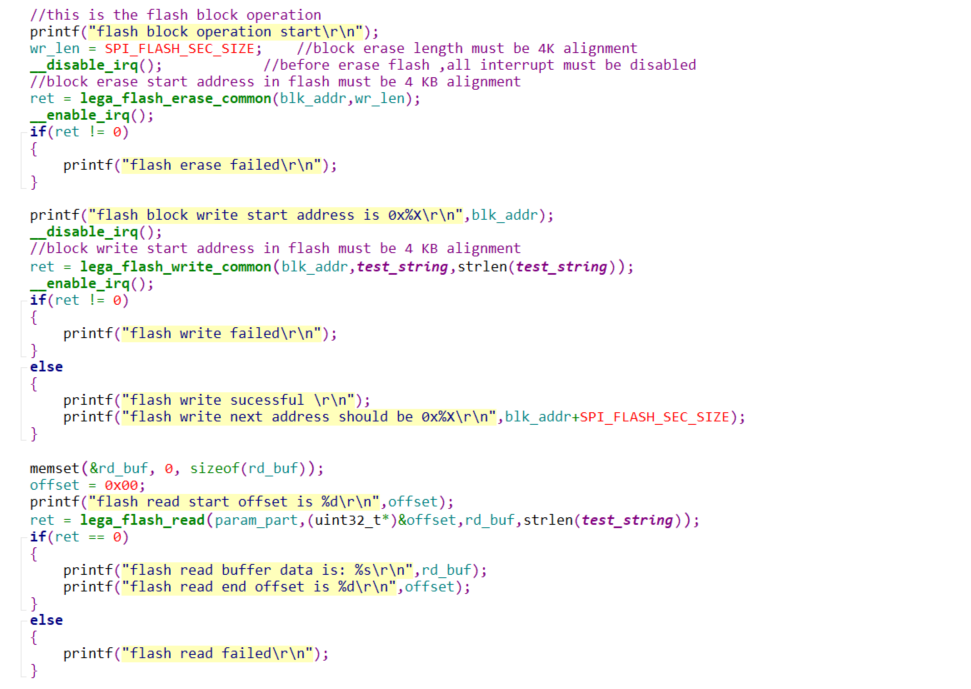 //this is the flash block operation
printf("flash block operation start\r\n");
wr_len = SPI_FLASH_SEC_SIZE;    //block erase length must be 4K alignment
__disable_irq();            //before erase flash ,all interrupt must be disabled
//block erase start address in flash must be 4 KB alignment
ret = lega_flash_erase_common(blk_addr,wr_len);
__enable_irq();
if(ret != 0)
{
    printf("flash erase failed\r\n");
}
printf("flash block write start address is 0x%X\r\n",blk_addr);
__disable_irq();
//block write start address in flash must be 4 KB alignment
ret = lega_flash_write_common(blk_addr,test_string,strlen(test_string));
__enable_irq();
if(ret != 0)
{
    printf("flash write failed\r\n");
}
else
{
    printf("flash write sucessful \r\n");
    printf("flash write next address should be 0x%X\r\n",blk_addr+SPI_FLASH_SEC_SIZE);
}
memset(&rd_buf, 0, sizeof(rd_buf));
offset = 0x00;
printf("flash read start offset is %d\r\n",offset);
ret = lega_flash_read(param_part,(uint32_t*)&offset,rd_buf,strlen(test_string));
if(ret == 0)
{
    printf("flash read buffer data is: %s\r\n",rd_buf);
    printf("flash read end offset is %d\r\n",offset);
}
else
{
    printf("flash read failed\r\n");
}